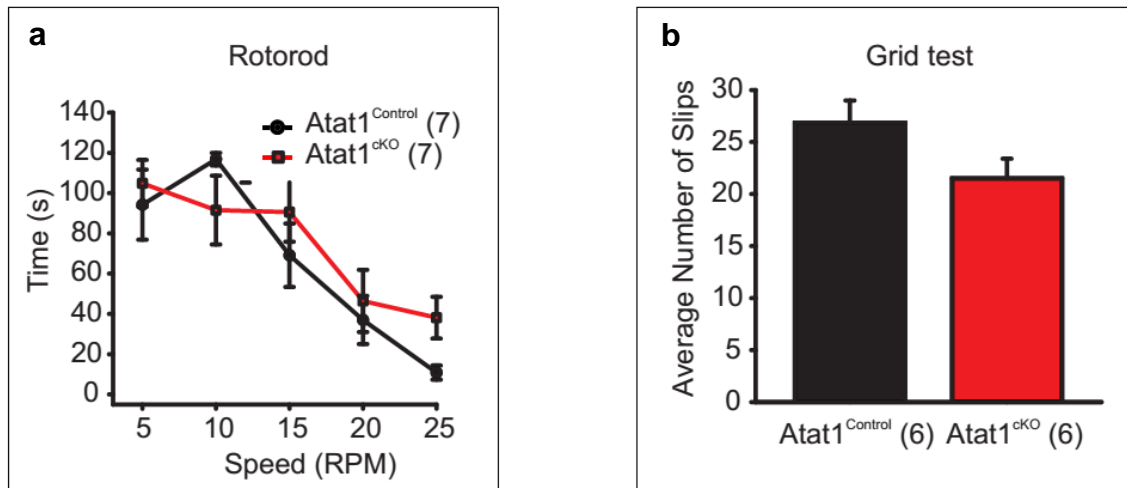 a
Rotorod
140
120
100
80
60
40
20
0
Time (s)
Atat1Control (7)
Atat1cKO (7)
5 10 15 20 25
Speed (RPM)
b
Grid test
30
25
20
15
10
5
0
Average Number of Slips
Atat1Control (6) Atat1cKO (6)